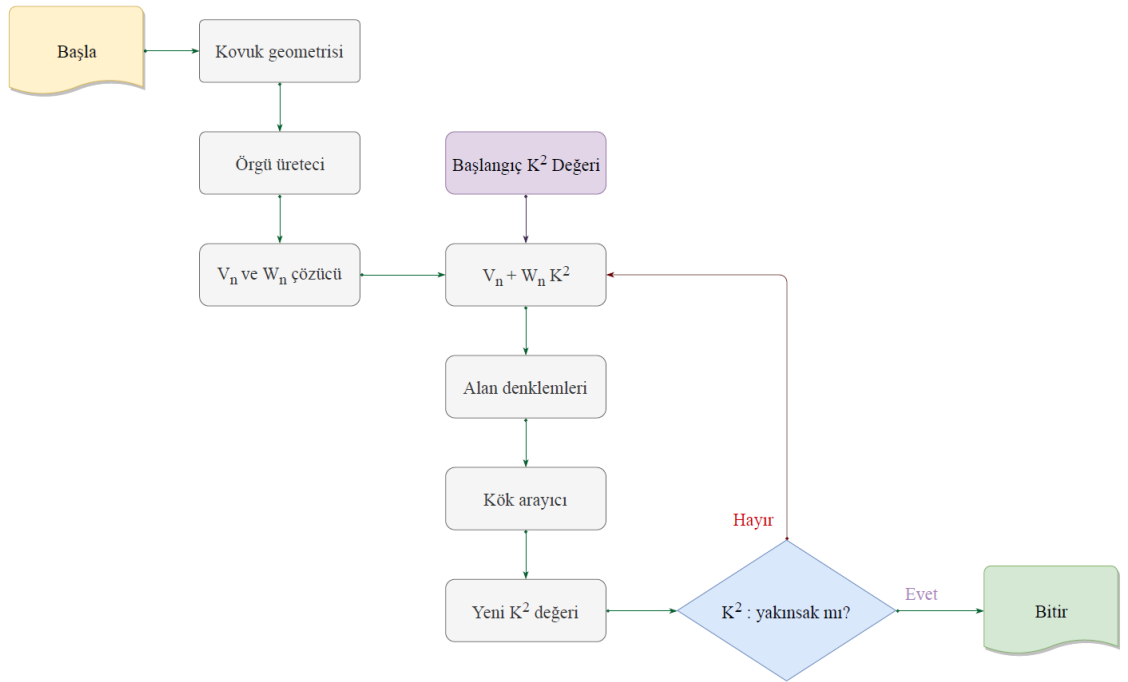 Başla
Kovuk geometrisi
Örgü üreteci
Başlangıç K² Değeri
Vₙ ve Wₙ çözücü
Vₙ + Wₙ K²
Alan denklemleri
Kök arayıcı
Hayır
Yeni K² değeri
K² : yakınsak mı?
Evet
Bitir